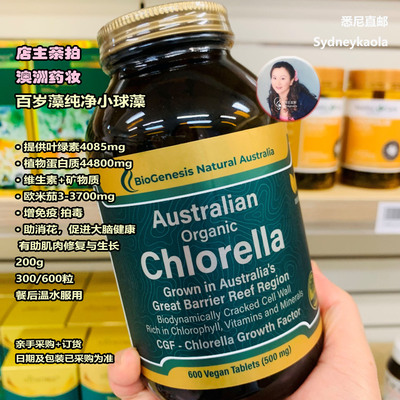 悉尼直邮
Sydneykaola
店主亲拍
澳洲药妆
百岁藻纯净小球藻
• 提供叶绿素4085mg
• 植物蛋白质44800mg
• 维生素+矿物质
• 欧米茄3-3700mg
• 增免疫 拍毒
• 助消花，促进大脑健康
有助肌肉修复与生长
200g
300/600粒
餐后温水服用
亲手采购+订货
日期及包装已采购为准
BioGenesis Natural Australia
Australian
Organic
Chlorella
Grown in Australia's
Great Barrier Reef Region
Biodynamically Cracked Cell Wall
Rich in Chlorophyll, Vitamins and Minerals
CGF - Chlorella Growth Factor
600 Vegan Tablets (500 mg)